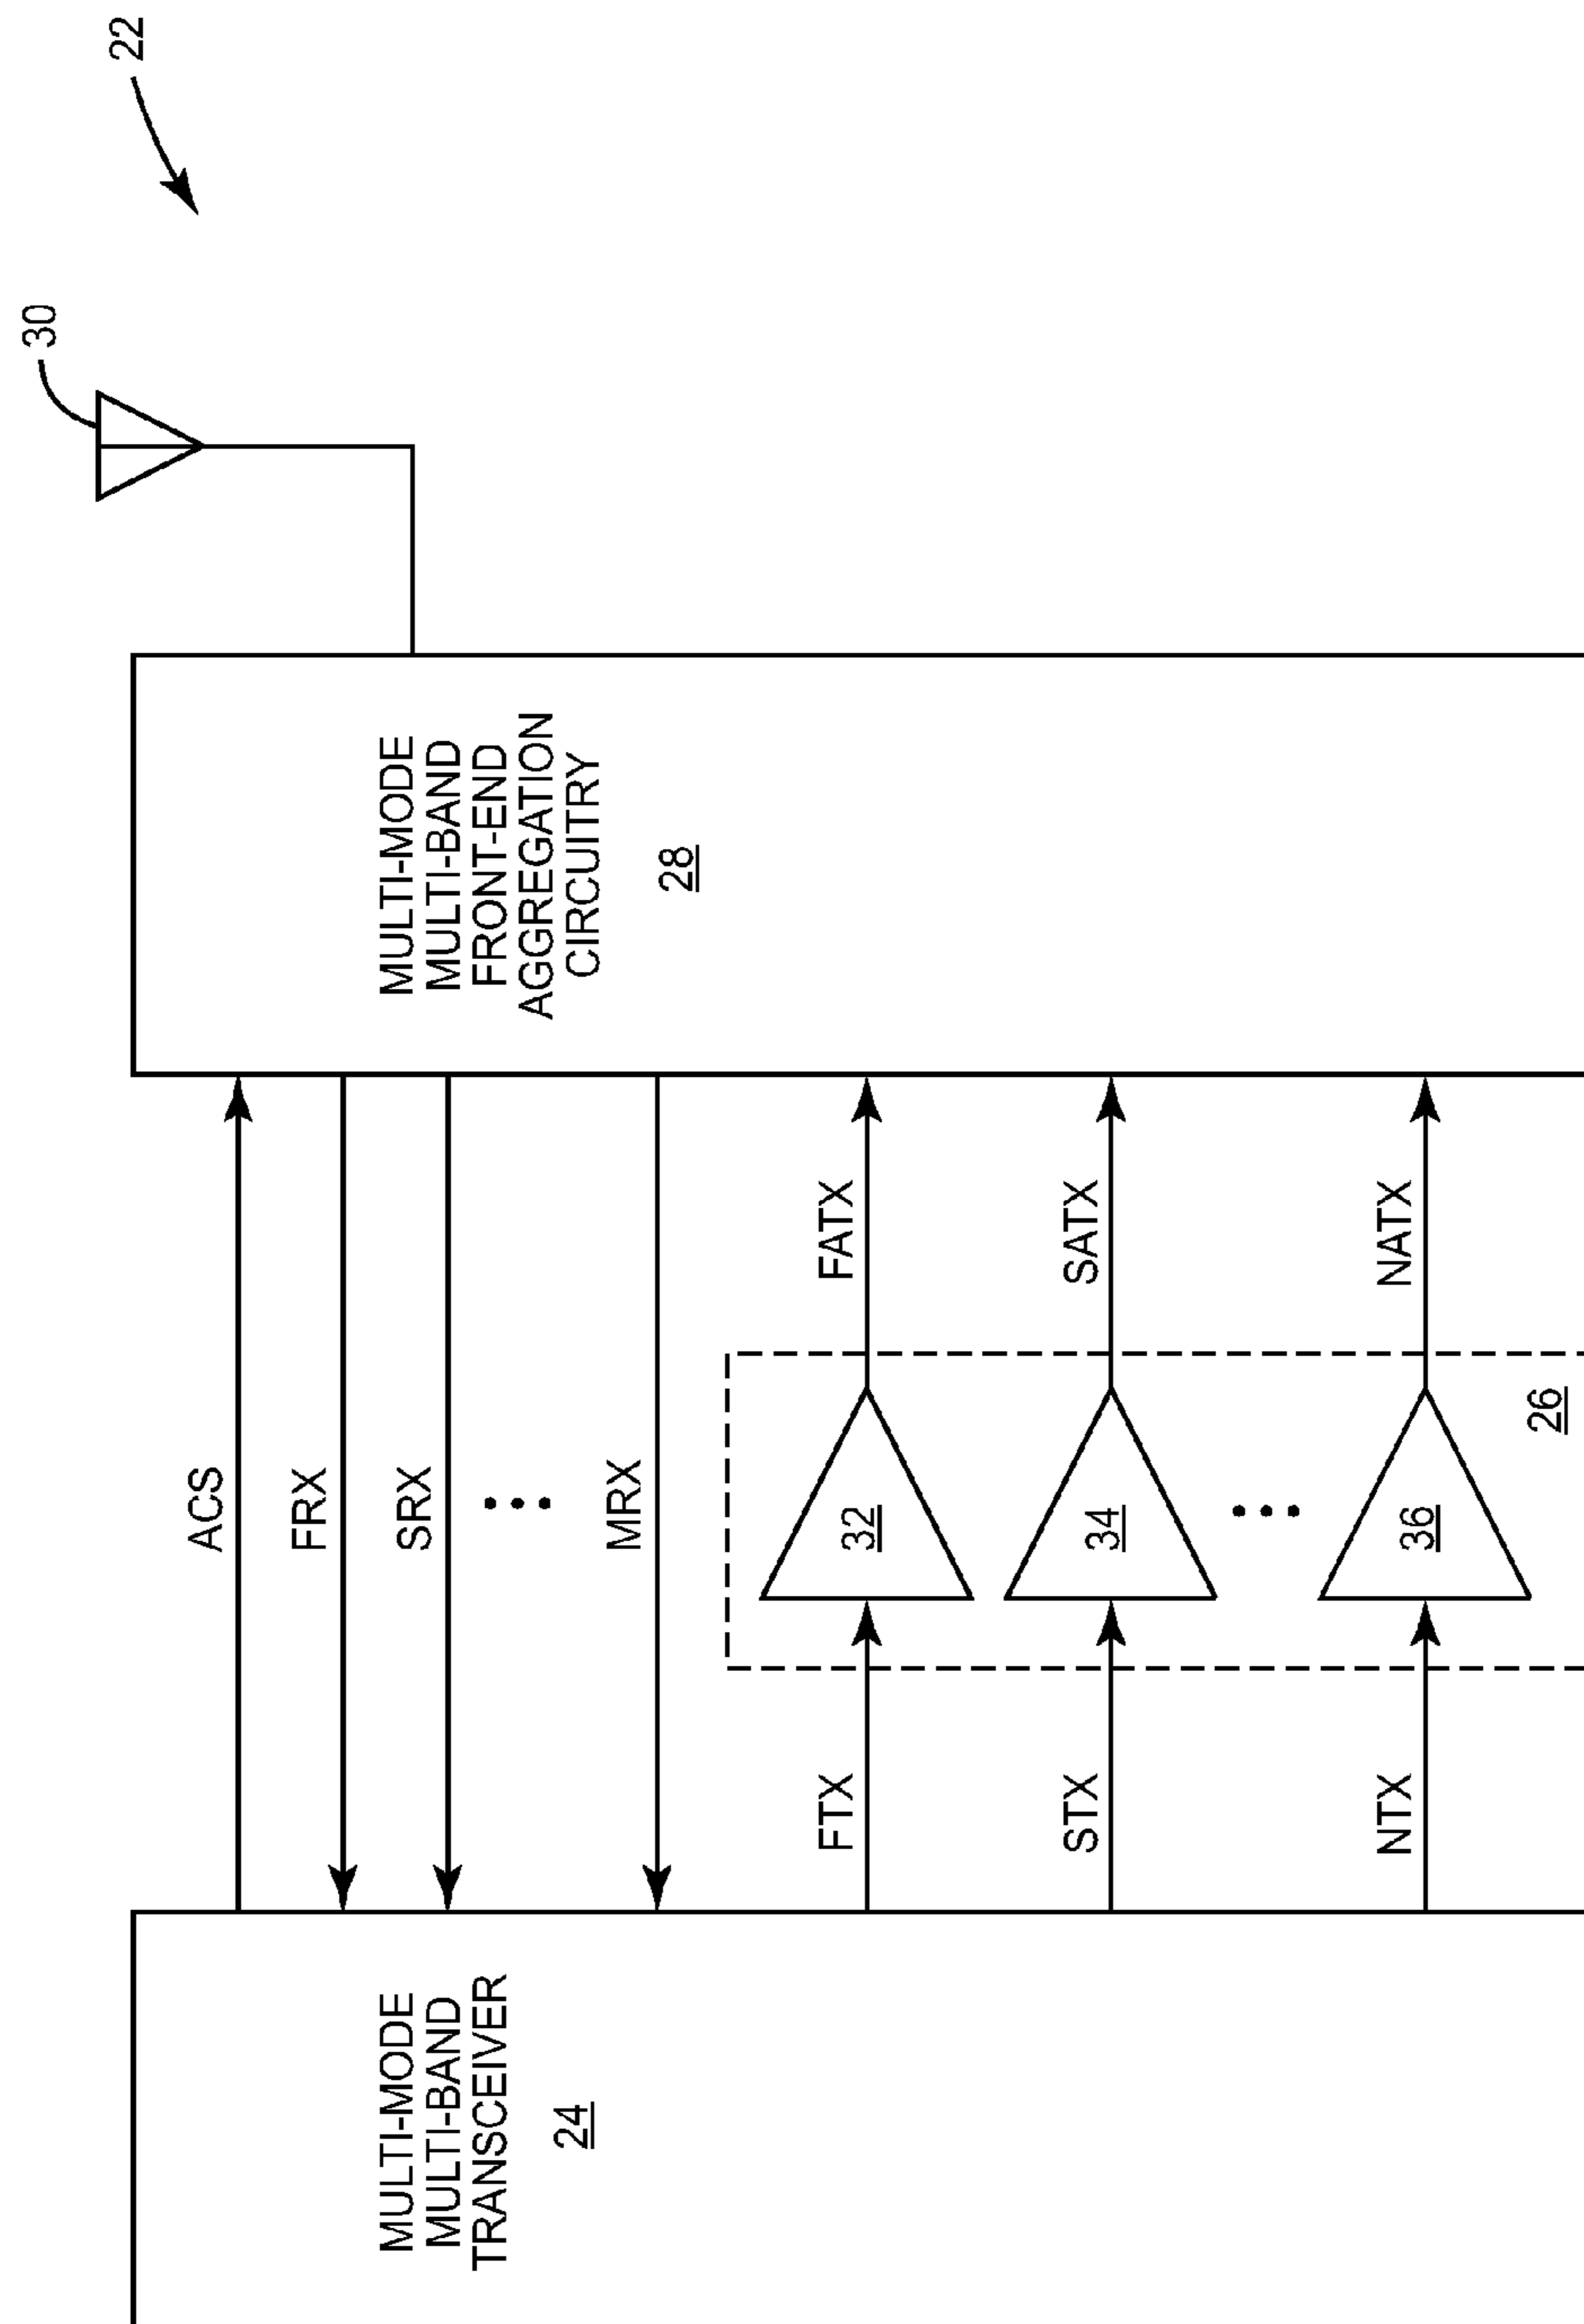 22
30
MULTI-MODE
MULTI-BAND
TRANSCEIVER
24
ACS
FRX
SRX
MRX
FTX
STX
NTX
32
34
36
26
FATX
SATX
NATX
MULTI-MODE
MULTI-BAND
FRONT-END
AGGREGATION
CIRCUITRY
28